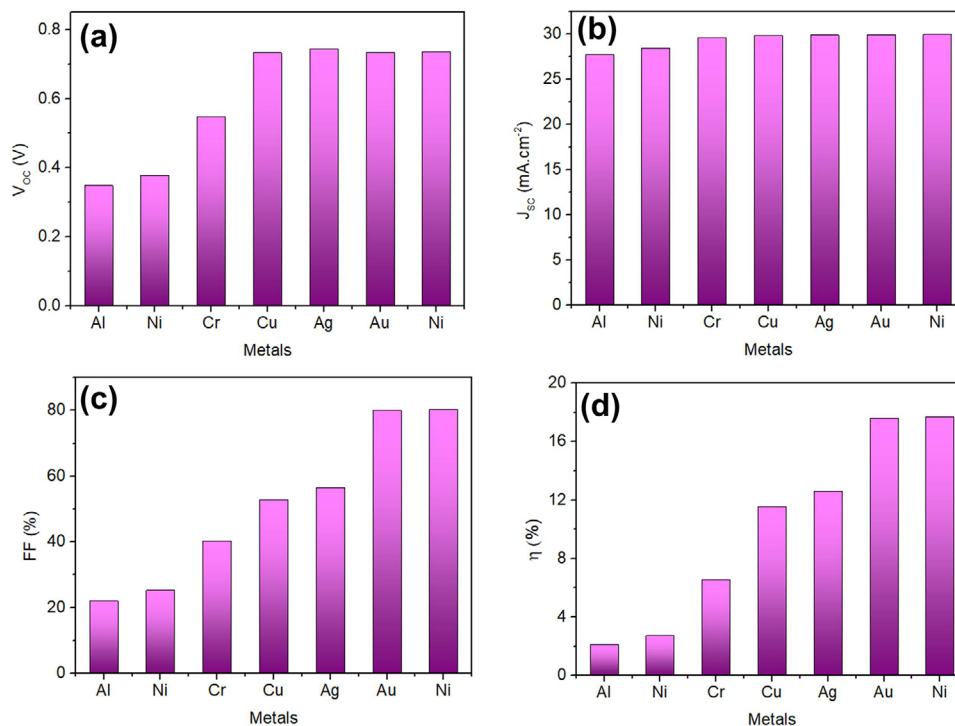 (a)
V_OC (V)
0.8
0.6
0.4
0.2
0.0
Al Ni Cr Cu Ag Au Ni
Metals
(b)
J_SC (mA.cm⁻²)
30
25
20
15
10
5
0
Al Ni Cr Cu Ag Au Ni
Metals
(c)
FF (%)
80
60
40
20
0
Al Ni Cr Cu Ag Au Ni
Metals
(d)
η (%)
20
16
12
8
4
0
Al Ni Cr Cu Ag Au Ni
Metals